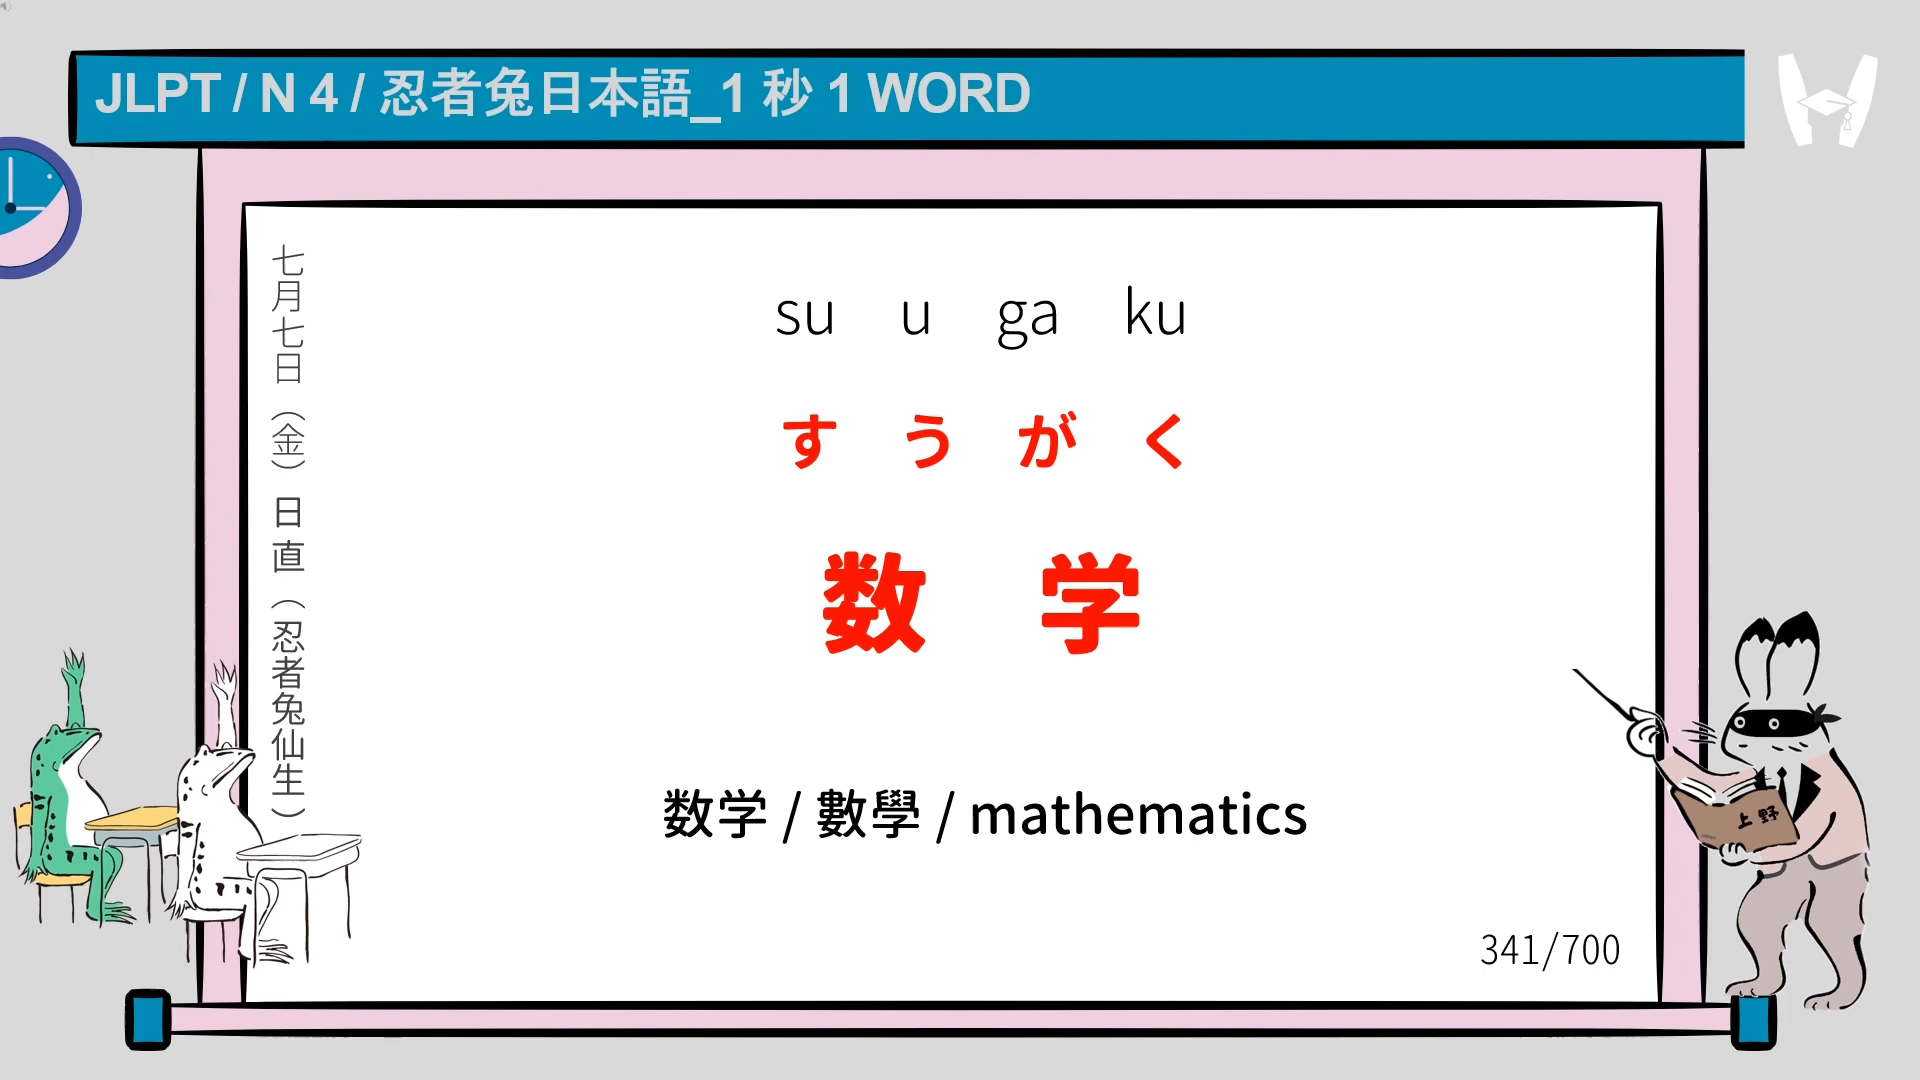 JLPT / N 4 / 忍者兔日本語_1 秒 1 WORD
七月七日（金）日直（忍者兔仙生）
su u ga ku
す う が く
数 学
数学 / 數學 / mathematics
上野
341/700